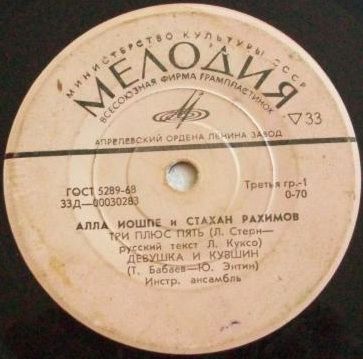 МИНИСТЕРСТВО КУЛЬТУРЫ СССР
МЕЛОДИЯ
ВСЕСОЮЗНАЯ ФИРМА ГРАМПЛАСТИНОК
▽33
АПРЕЛЕВСКИЙ ОРДЕНА ЛЕНИНА ЗАВОД
ГОСТ 5289-68
33Д—00030283
Третья гр.-1
0-70
АЛЛА ИОШПЕ и СТАХАН РАХИМОВ
ТРИ ПЛЮС ПЯТЬ (Л. Стерн—
русский текст Л. Куксо)
ДЕВУШКА И КУВШИН
(Т. Бабаев—Ю. Энтин)
Инстр. ансамбль